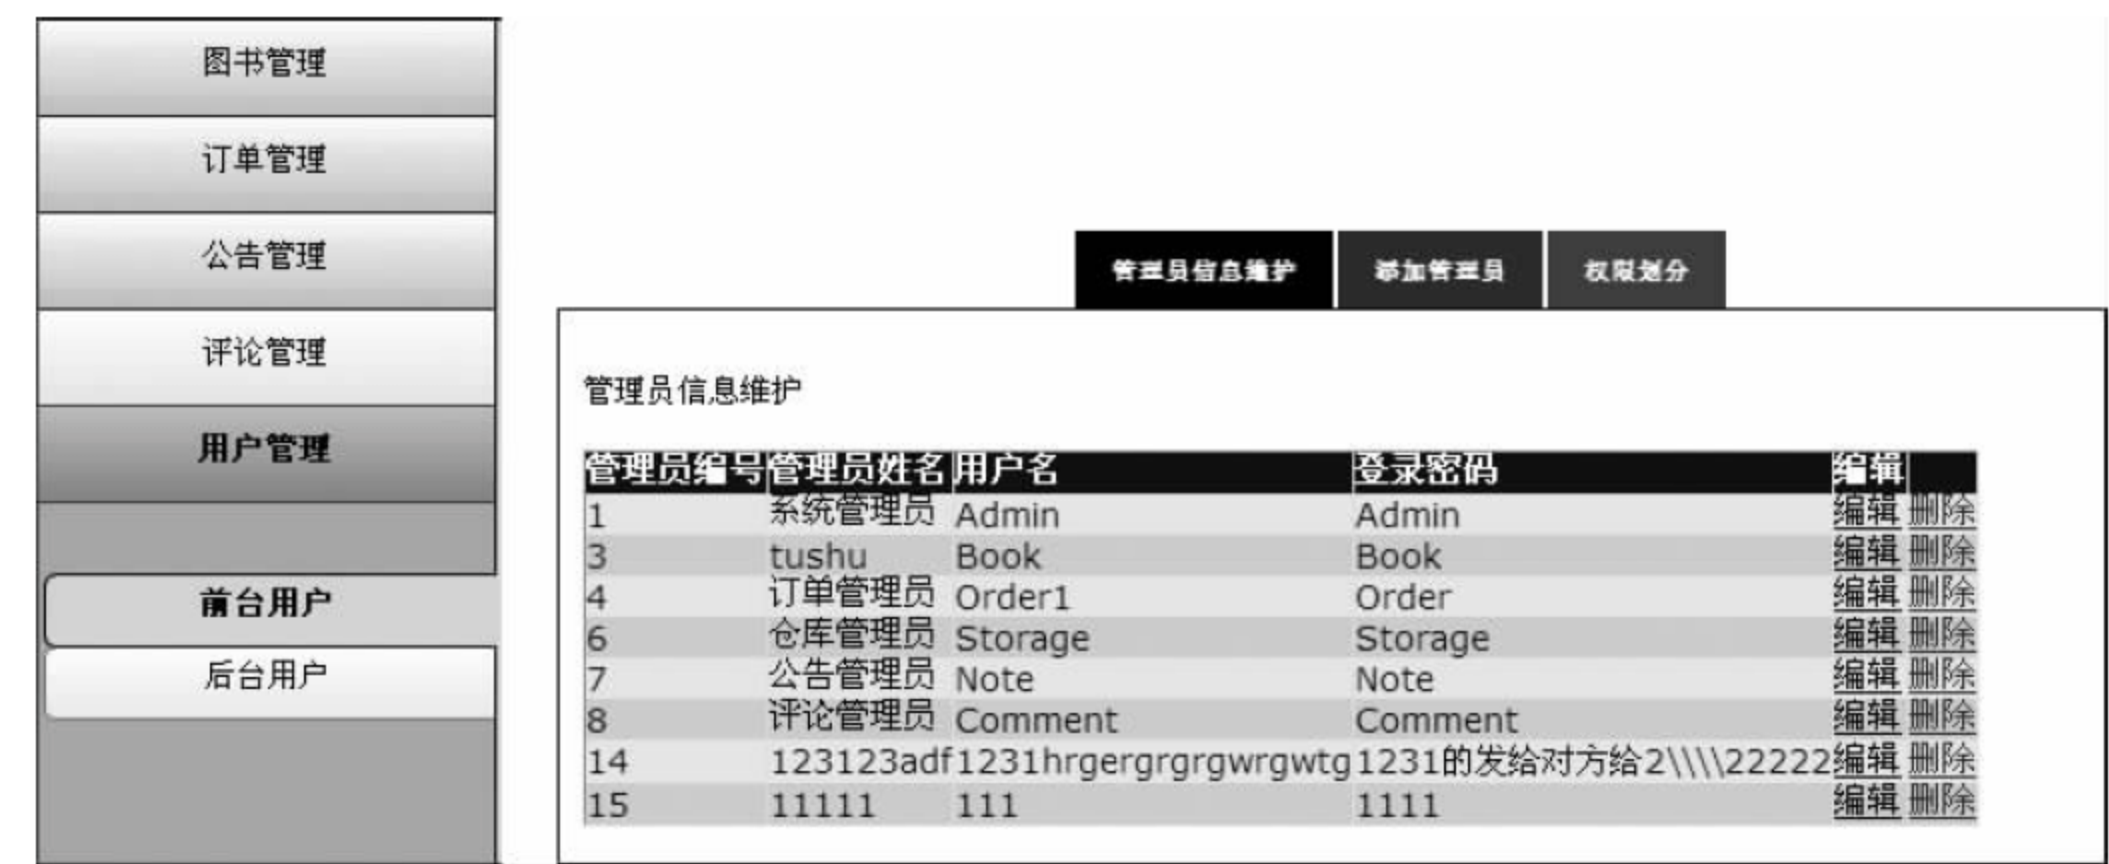 图书管理
订单管理
公告管理
评论管理
用户管理
前台用户
后台用户
管理员信息维护 添加管理员 权限划分
管理员信息维护
管理员编号 管理员姓名 用户名 登录密码 编辑
1 系统管理员 Admin Admin 编辑 删除
3 tushu Book Book 编辑 删除
4 订单管理员 Order1 Order 编辑 删除
6 仓库管理员 Storage Storage 编辑 删除
7 公告管理员 Note Note 编辑 删除
8 评论管理员 Comment Comment 编辑 删除
14 123123adf 1231hrgergrgrgwrgwtg 1231的发给对方给2\\\\22222 编辑 删除
15 11111 111 1111 编辑 删除